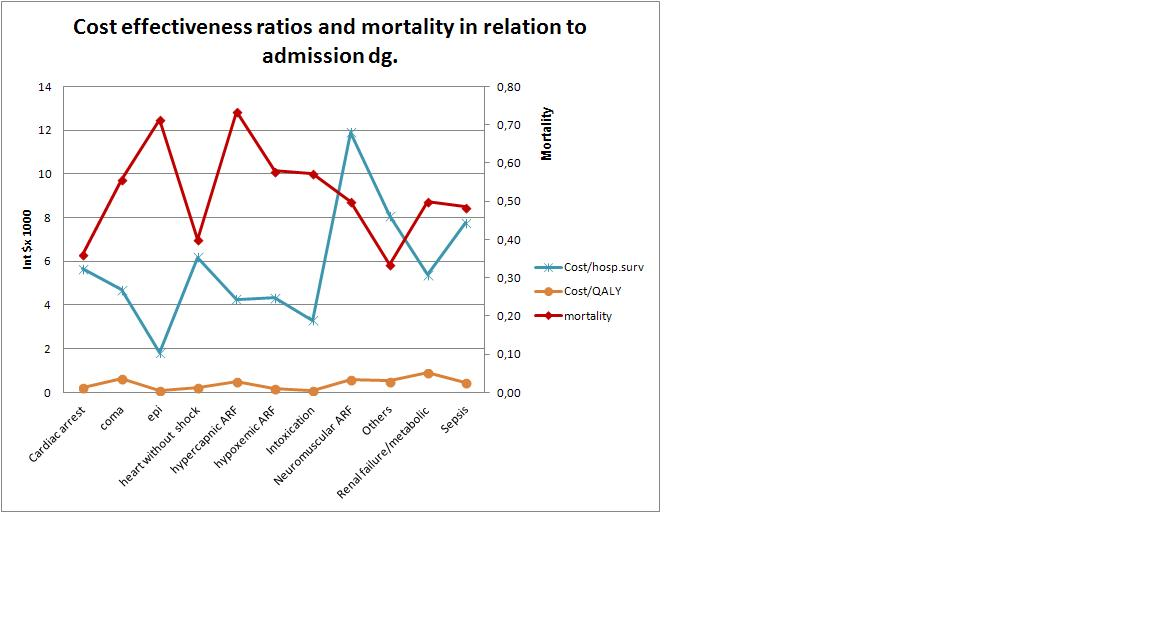 Cost effectiveness ratios and mortality in relation to
admission dg.
14
12
10
8
6
4
2
0
Int $x 1000
0,80
0,70
0,60
0,50
0,40
0,30
0,20
0,10
0,00
Mortality
Cost/hosp.surv
Cost/QALY
mortality
Cardiac arrest
coma
epi
heart without shock
hypercapnic ARF
hypoxemic ARF
Intoxication
Neuromuscular ARF
Others
Renal failure/metabolic
Sepsis